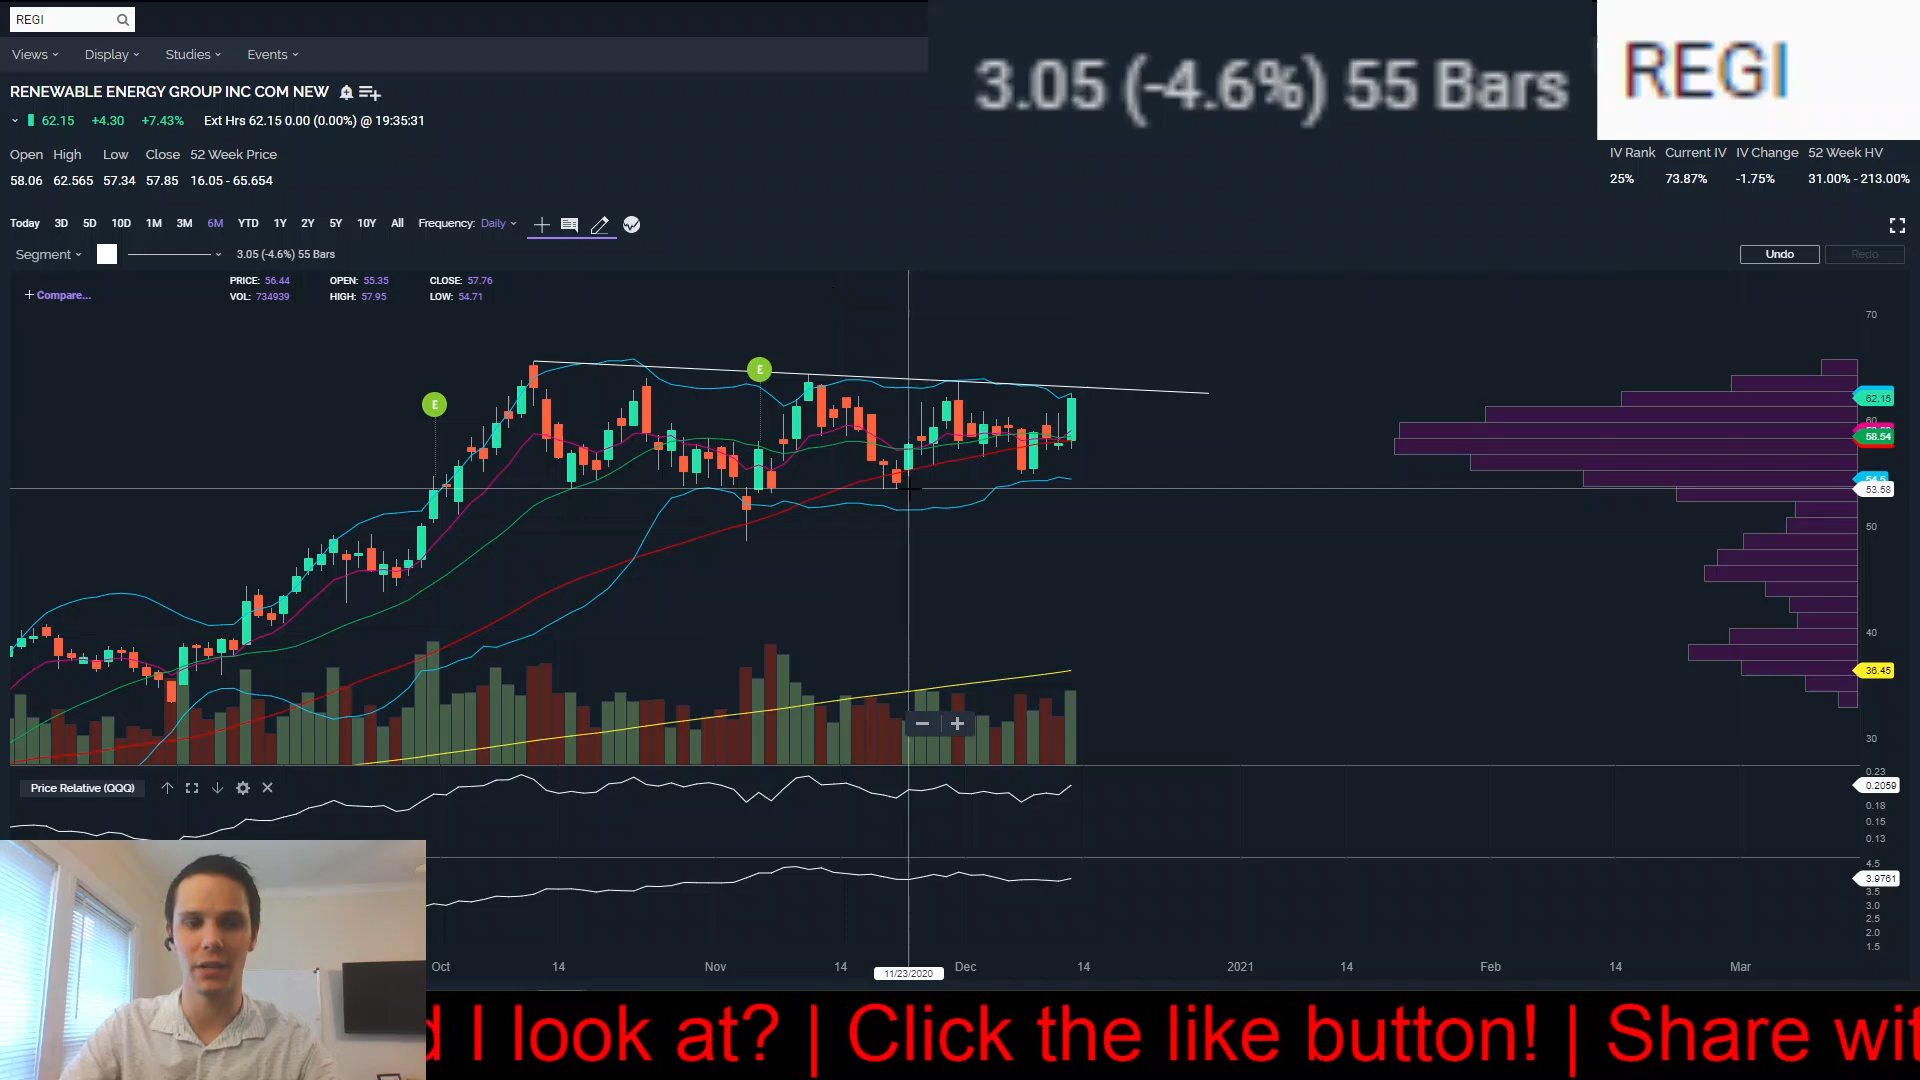 REGI
3.05 (-4.6%) 55 Bars
REGI
Views Display Studies Events
RENEWABLE ENERGY GROUP INC COM NEW
62.15 +4.30 +7.43% Ext Hrs 62.15 0.00 (0.00%) @ 19:35:31
Open High Low Close 52 Week Price
58.06 62.565 57.34 57.85 16.05 - 65.654
IV Rank Current IV IV Change 52 Week HV
25% 73.87% -1.75% 31.00% - 213.00%
Today 3D 5D 10D 1M 3M 6M YTD 1Y 2Y 5Y 10Y All Frequency: Daily
Segment 3.05 (-4.6%) 55 Bars
Undo Redo
PRICE: 56.44 OPEN: 55.35 CLOSE: 57.76
VOL: 734939 HIGH: 57.95 LOW: 54.71
+ Compare...
70
E
E
62.15
60
58.54
53.58
50
40
36.45
30
Price Relative (QQQ)
0.23
0.2059
0.18
0.15
0.13
4.5
3.9761
3.5
3.0
2.5
2.0
1.5
Oct 14 Nov 14 11/23/2020 Dec 14 2021 14 Feb 14 Mar
d I look at? | Click the like button! | Share wit